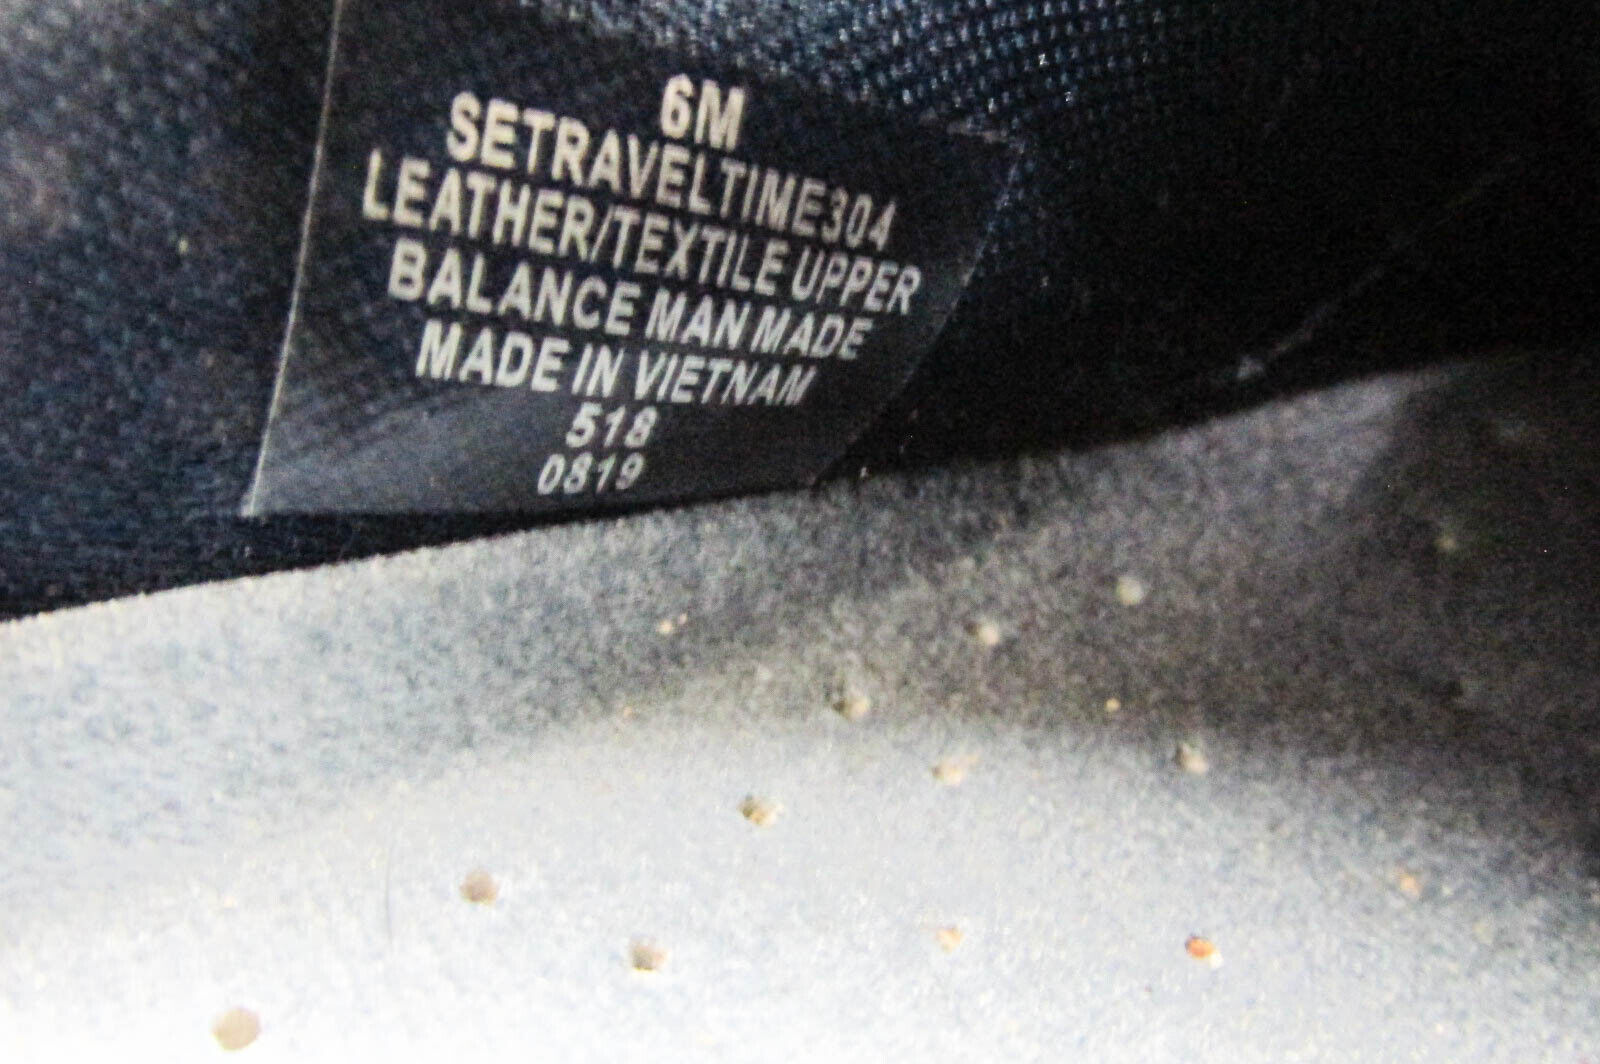 6M
SETRAVELTIME304
LEATHER/TEXTILE UPPER
BALANCE MAN MADE
MADE IN VIETNAM
518
0819